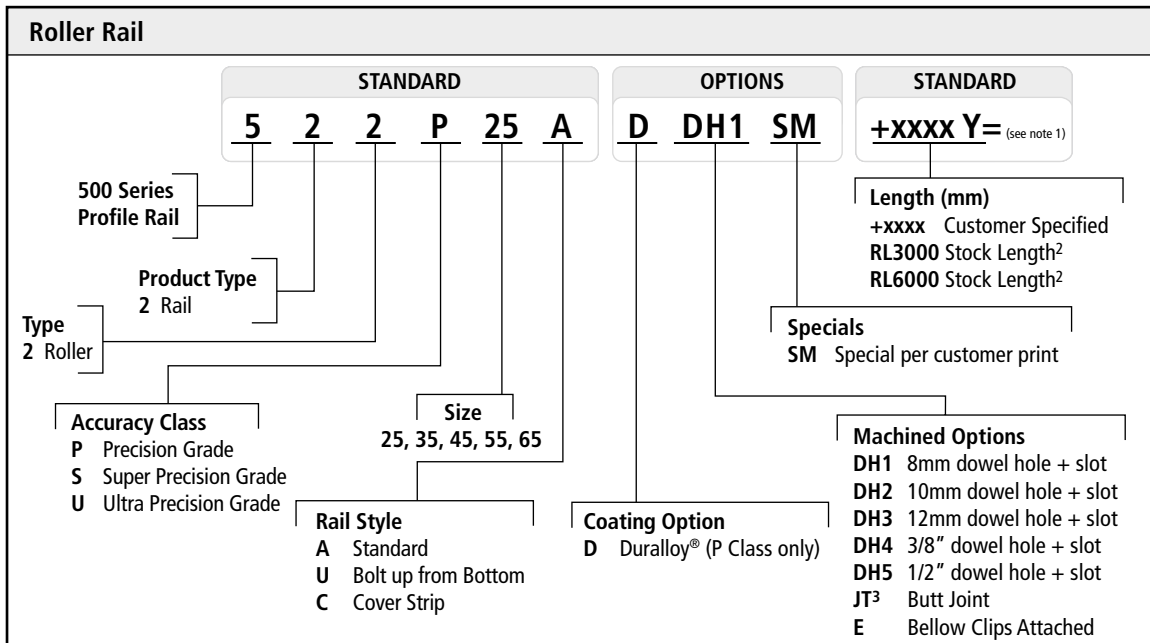 Roller Rail
STANDARD OPTIONS STANDARD
5 2 2 P 25 A D DH1 SM +xxxx Y= (see note 1)
500 Series
Profile Rail
Product Type
2 Rail
Type
2 Roller
Accuracy Class
P Precision Grade
S Super Precision Grade
U Ultra Precision Grade
Size
25, 35, 45, 55, 65
Rail Style
A Standard
U Bolt up from Bottom
C Cover Strip
Coating Option
D Duralloy® (P Class only)
Length (mm)
+xxxx Customer Specified
RL3000 Stock Length²
RL6000 Stock Length²
Specials
SM Special per customer print
Machined Options
DH1 8mm dowel hole + slot
DH2 10mm dowel hole + slot
DH3 12mm dowel hole + slot
DH4 3/8″ dowel hole + slot
DH5 1/2″ dowel hole + slot
JT³ Butt Joint
E Bellow Clips Attached